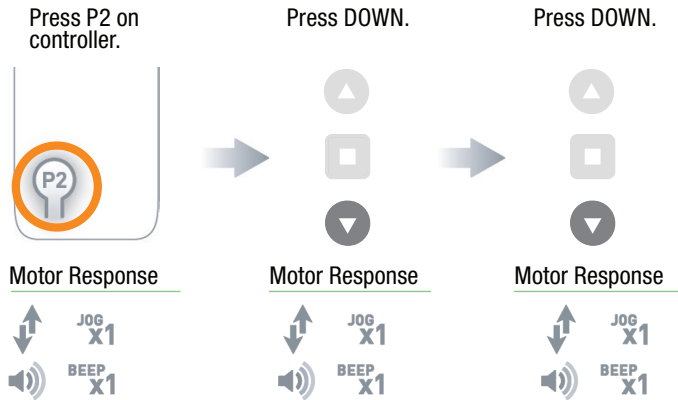 Press P2 on
controller.
Press DOWN.
Press DOWN.
P2
Motor Response
Motor Response
Motor Response
JOG
X1
JOG
X1
JOG
X1
BEEP
X1
BEEP
X1
BEEP
X1